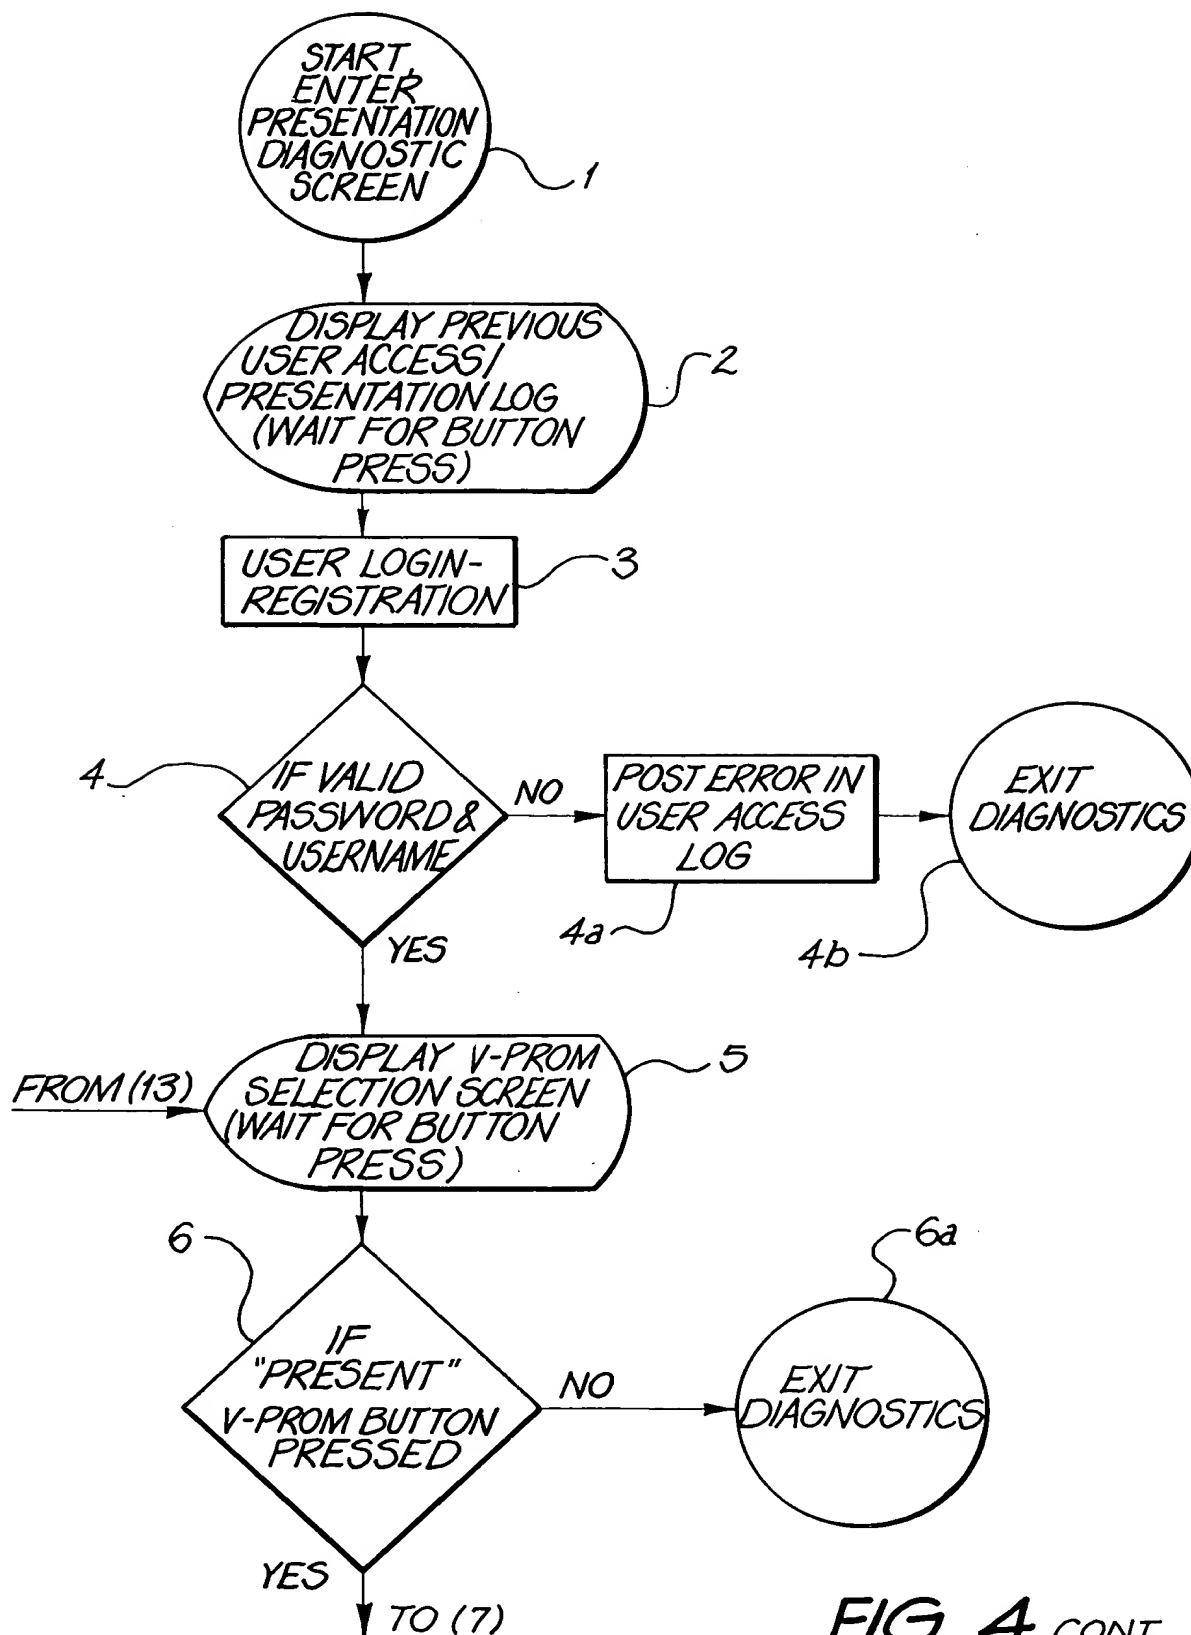 START,
ENTER
PRESENTATION
DIAGNOSTIC
SCREEN
1
DISPLAY PREVIOUS
USER ACCESS/
PRESENTATION LOG
(WAIT FOR BUTTON
PRESS)
2
USER LOGIN-
REGISTRATION
3
4
IF VALID
PASSWORD &
USERNAME
NO
POST ERROR IN
USER ACCESS
LOG
4a
EXIT
DIAGNOSTICS
4b
YES
FROM (13)
DISPLAY V-PROM
SELECTION SCREEN
(WAIT FOR BUTTON
PRESS)
5
6
IF
"PRESENT"
V-PROM BUTTON
PRESSED
NO
6a
EXIT
DIAGNOSTICS
YES
TO (7)
FIG. 4 CONT.